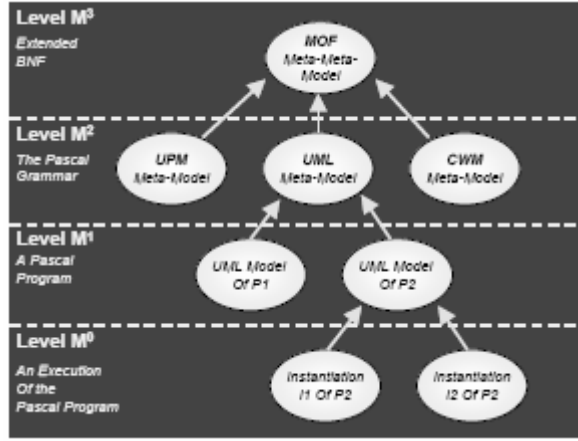 Level M³
Extended
BNF
MOF
Meta-Meta-
Model
Level M²
The Pascal
Grammar
UPM
Meta-Model
UML
Meta-Model
CWM
Meta-Model
Level M¹
A Pascal
Program
UML Model
Of P1
UML Model
Of P2
Level M⁰
An Execution
Of the
Pascal Program
Instantiation
I1 Of P2
Instantiation
I2 Of P2